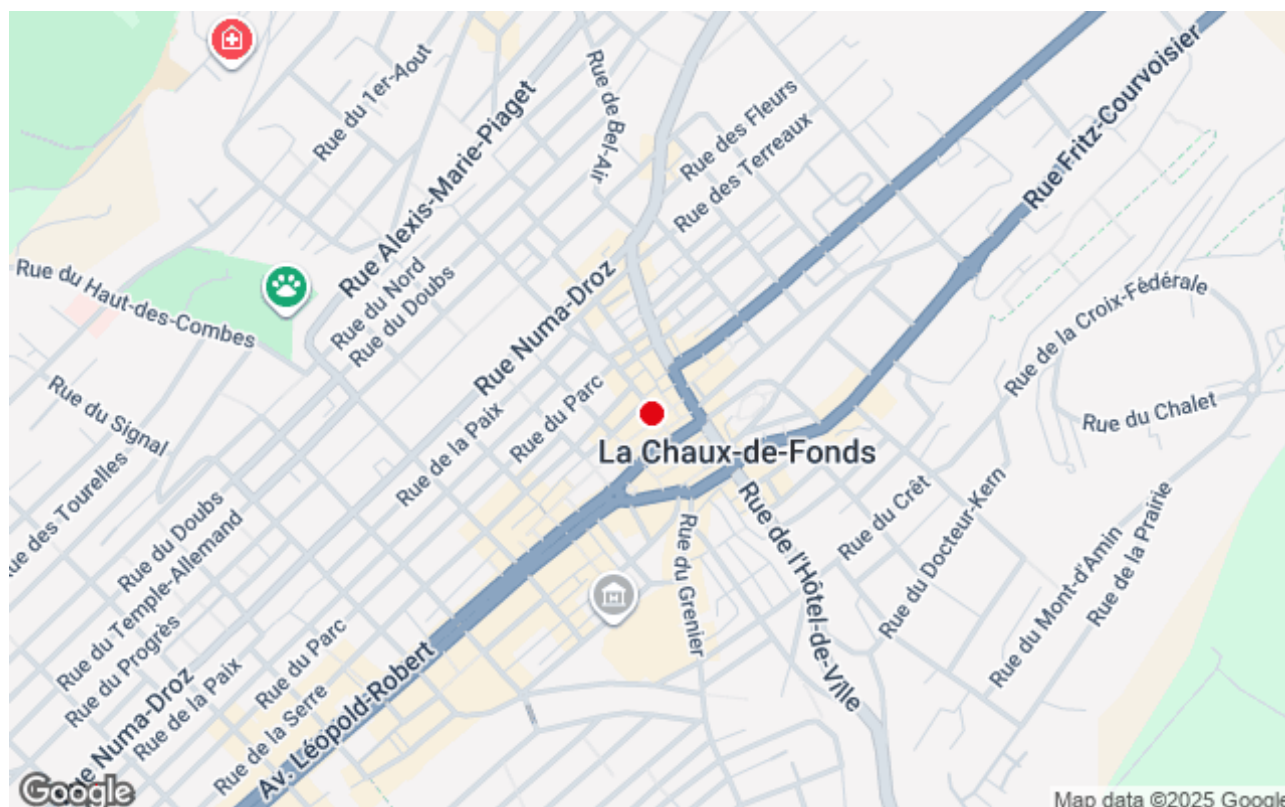 Rue du 1er-Aout
Rue Alexis-Marie-Piaget
Rue de Bel-Air
Rue des Fleurs
Rue des Terreaux
Rue Fritz-Courvoisier
Rue du Haut-des-Combes
Rue du Nord
Rue du Doubs
Rue Numa-Droz
Rue de la Croix-Fédérale
Rue du Chalet
Rue du Signal
Rue du Parc
Rue de la Paix
La Chaux-de-Fonds
Rue des Tourelles
Rue du Doubs
Rue du Temple-Allemand
Rue du Progrès
Rue du Crêt
Rue du Docteur-Kern
Rue de l'Hôtel-de-Ville
Rue du Grenier
Rue du Mont-d'Amin
Rue de la Prairie
Rue du Parc
Rue de la Paix
Rue de la Serre
Av. Léopold-Robert
Rue Numa-Droz
Google
Map data ©2025 Google